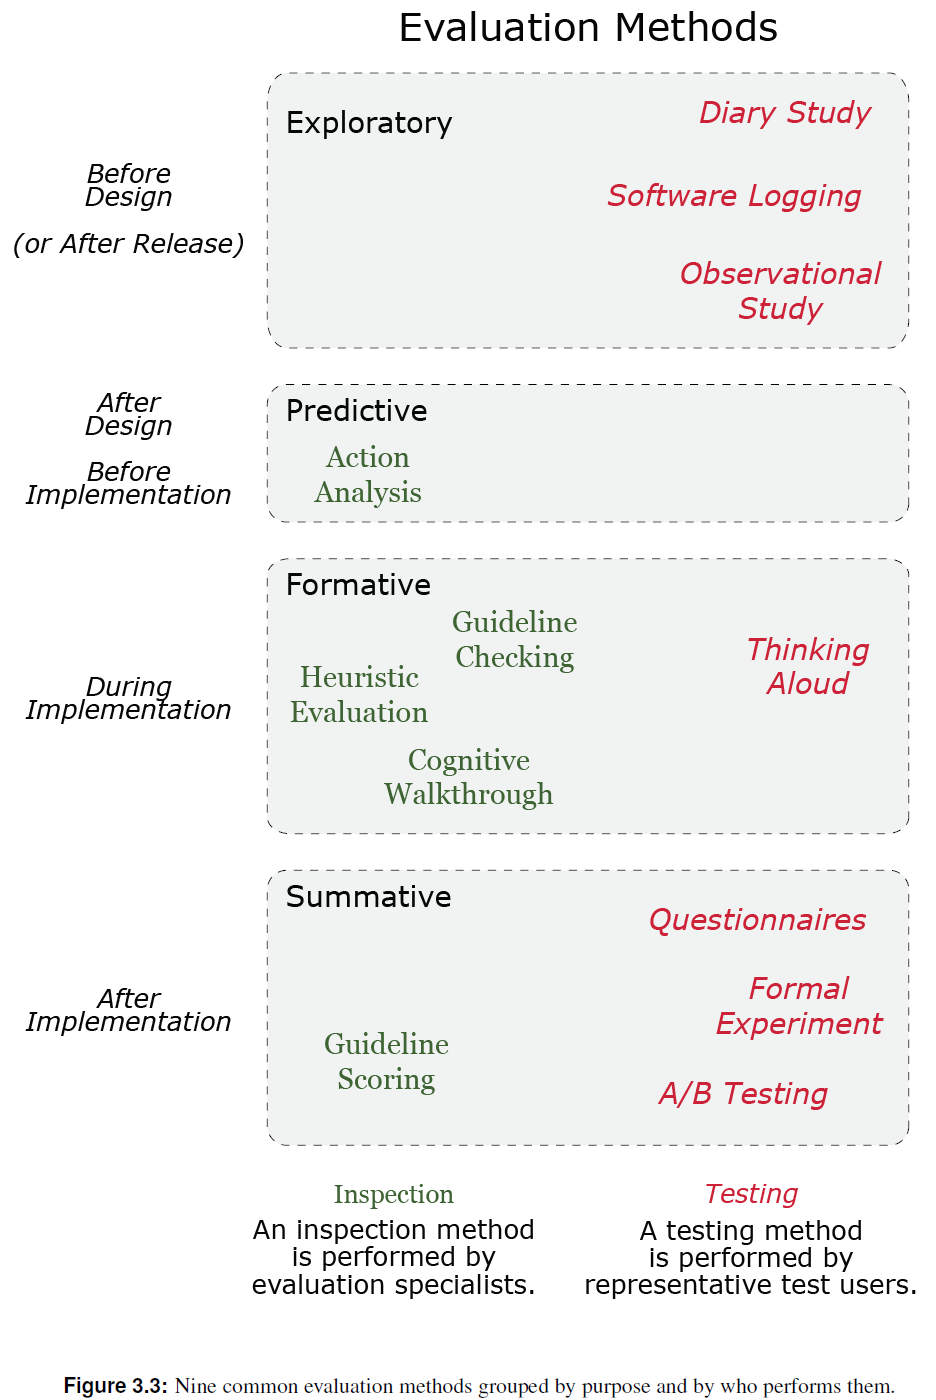 Evaluation Methods
Before
Design
(or After Release)
Exploratory
Diary Study
Software Logging
Observational
Study
After
Design
Before
Implementation
Predictive
Action
Analysis
During
Implementation
Formative
Guideline
Checking
Heuristic
Evaluation
Cognitive
Walkthrough
Thinking
Aloud
After
Implementation
Summative
Guideline
Scoring
Questionnaires
Formal
Experiment
A/B Testing
Inspection
An inspection method
is performed by
evaluation specialists.
Testing
A testing method
is performed by
representative test users.
Figure 3.3: Nine common evaluation methods grouped by purpose and by who performs them.